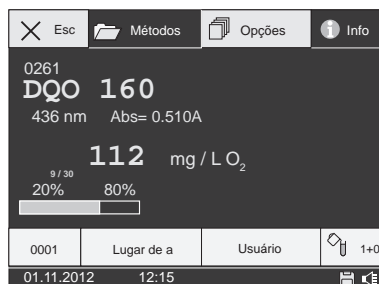 Esc Métodos Opções Info
0261
DQO 160
436 nm Abs= 0.510A
112 mg / L O2
9 / 30
20% 80%
0001 Lugar de a Usuário 1+0
01.11.2012 12:15